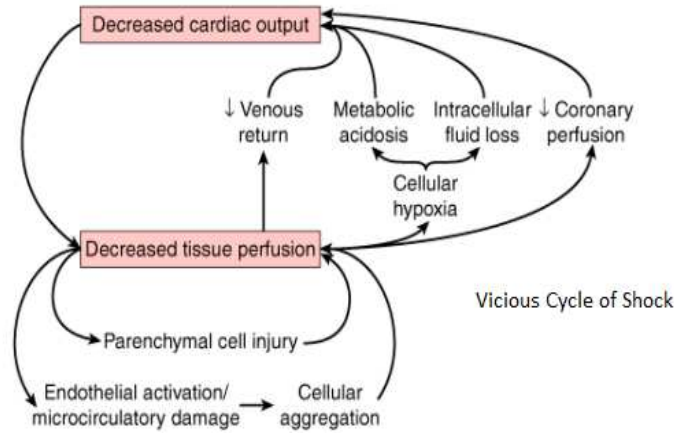 Decreased cardiac output
↓ Venous
return
Metabolic
acidosis
Intracellular
fluid loss
↓ Coronary
perfusion
Cellular
hypoxia
Decreased tissue perfusion
Vicious Cycle of Shock
Parenchymal cell injury
Endothelial activation/
microcirculatory damage
Cellular
aggregation